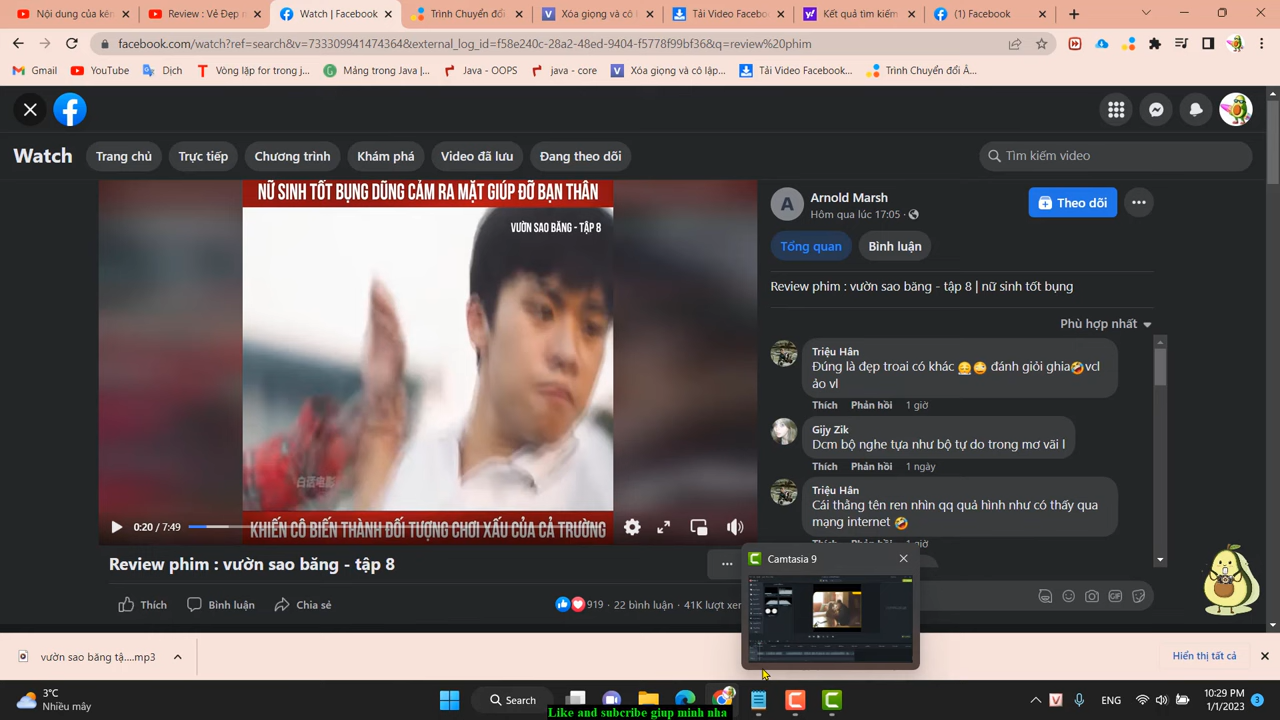 Nội dung của kên
Review : Vẻ Đẹp n
Watch | Facebook
Trình Chuyển đổi
Xóa giọng và cô l
Tải Video Facebo
Kết quả tìm kiếm
(1) Facebook
facebook.com/watch?ref=search&v=733309941474364&external_log_id=f58e240c-28a2-48ed-9404-f5778f99bf36&q=review%20phim
Gmail
YouTube
Dịch
Vòng lặp for trong j...
Mảng trong Java |...
Java - OOPS
java - core
Xóa giọng và cô lập...
Tải Video Facebook...
Trình Chuyển đổi Â...
Watch
Trang chủ
Trực tiếp
Chương trình
Khám phá
Video đã lưu
Đang theo dõi
Tìm kiếm video
NỮ SINH TỐT BỤNG DŨNG CẢM RA MẶT GIÚP ĐỠ BẠN THÂN
VƯỜN SAO BĂNG - TẬP 8
KHIẾN CÔ BIẾN THÀNH ĐỐI TƯỢNG CHƠI XẤU CỦA CẢ TRƯỜNG
0:20 / 7:49
Review phim : vườn sao băng - tập 8
Thích
Bình luận
Chia sẻ
919 · 22 bình luận · 41K lượt xem
A
Arnold Marsh
Hôm qua lúc 17:05 ·
Theo dõi
Tổng quan
Bình luận
Review phim : vườn sao băng - tập 8 | nữ sinh tốt bụng
Phù hợp nhất
Triệu Hân
Đúng là đẹp troai có khác 😤😳 đánh giỏi ghia🤣vcl
ảo vl
Thích Phản hồi 1 giờ
Gijy Zik
Dcm bộ nghe tựa như bộ tự do trong mơ vãi l
Thích Phản hồi 1 ngày
Triệu Hân
Cái thằng tên ren nhìn qq quả hình như có thấy qua
mạng internet 🤣
Camtasia 9
vườn sao băng tâp.mp3
Hiển thị tất cả
3°C
Nhiều mây
Search
Like and subcribe giup minh nha
ENG
10:29 PM
1/1/2023
3